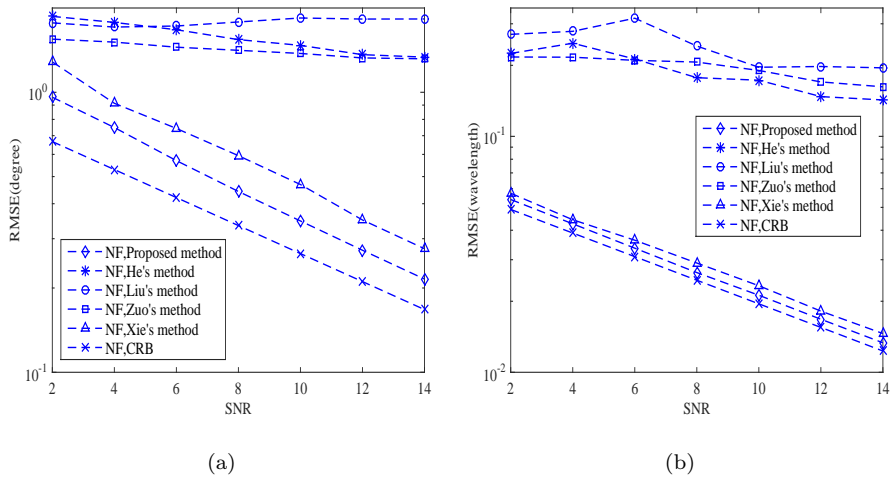 RMSE(degree)
10^0
10^-1
NF,Proposed method
NF,He's method
NF,Liu's method
NF,Zuo's method
NF,Xie's method
NF,CRB
2 4 6 8 10 12 14
SNR
(a)
RMSE(wavelength)
10^-1
10^-2
NF,Proposed method
NF,He's method
NF,Liu's method
NF,Zuo's method
NF,Xie's method
NF,CRB
2 4 6 8 10 12 14
SNR
(b)